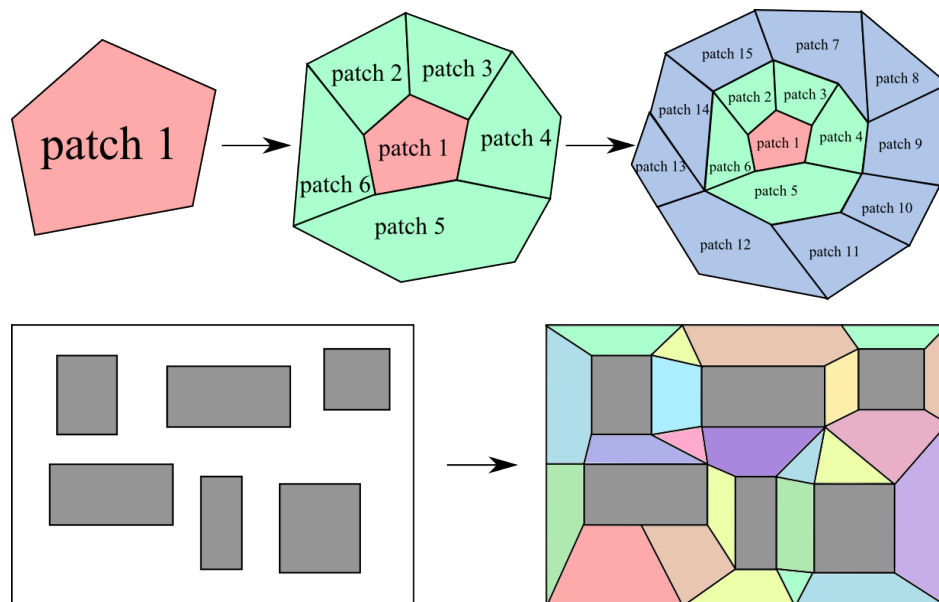 patch 1
patch 2
patch 3
patch 1
patch 4
patch 6
patch 5
patch 7
patch 15
patch 8
patch 2
patch 3
patch 14
patch 1
patch 4
patch 9
patch 13
patch 6
patch 5
patch 10
patch 12
patch 11